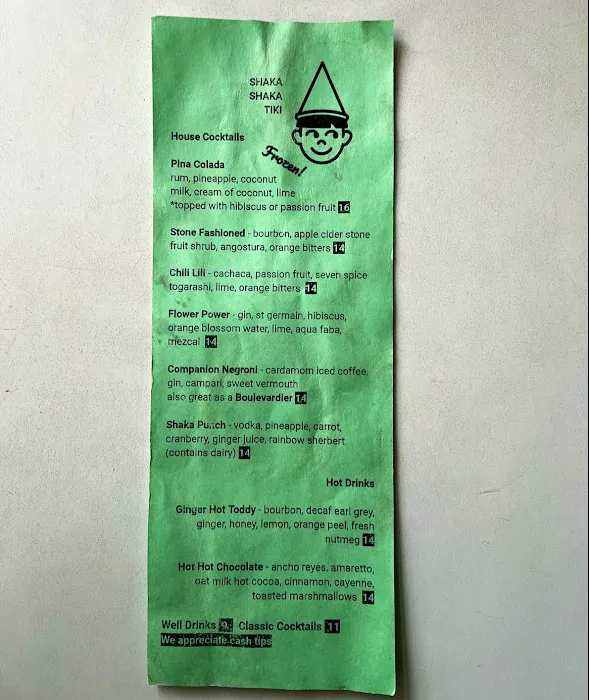 SHAKA
SHAKA
TIKI
House Cocktails
Frozen!
Pina Colada
rum, pineapple, coconut
milk, cream of coconut, lime
*topped with hibiscus or passion fruit 16
Stone Fashioned - bourbon, apple cider stone
fruit shrub, angostura, orange bitters 14
Chili Lili - cachaca, passion fruit, seven spice
togarashi, lime, orange bitters 14
Flower Power - gin, st germain, hibiscus,
orange blossom water, lime, aqua faba,
mezcal 14
Companion Negroni - cardamom iced coffee,
gin, campari, sweet vermouth
also great as a Boulevardier 14
Shaka Punch - vodka, pineapple, carrot,
cranberry, ginger juice, rainbow sherbert
(contains dairy) 14
Hot Drinks
Ginger Hot Toddy - bourbon, decaf earl grey,
ginger, honey, lemon, orange peel, fresh
nutmeg 14
Hot Hot Chocolate - ancho reyes, amaretto,
oat milk hot cocoa, cinnamon, cayenne,
toasted marshmallows 14
Well Drinks 9 Classic Cocktails 11
We appreciate cash tips